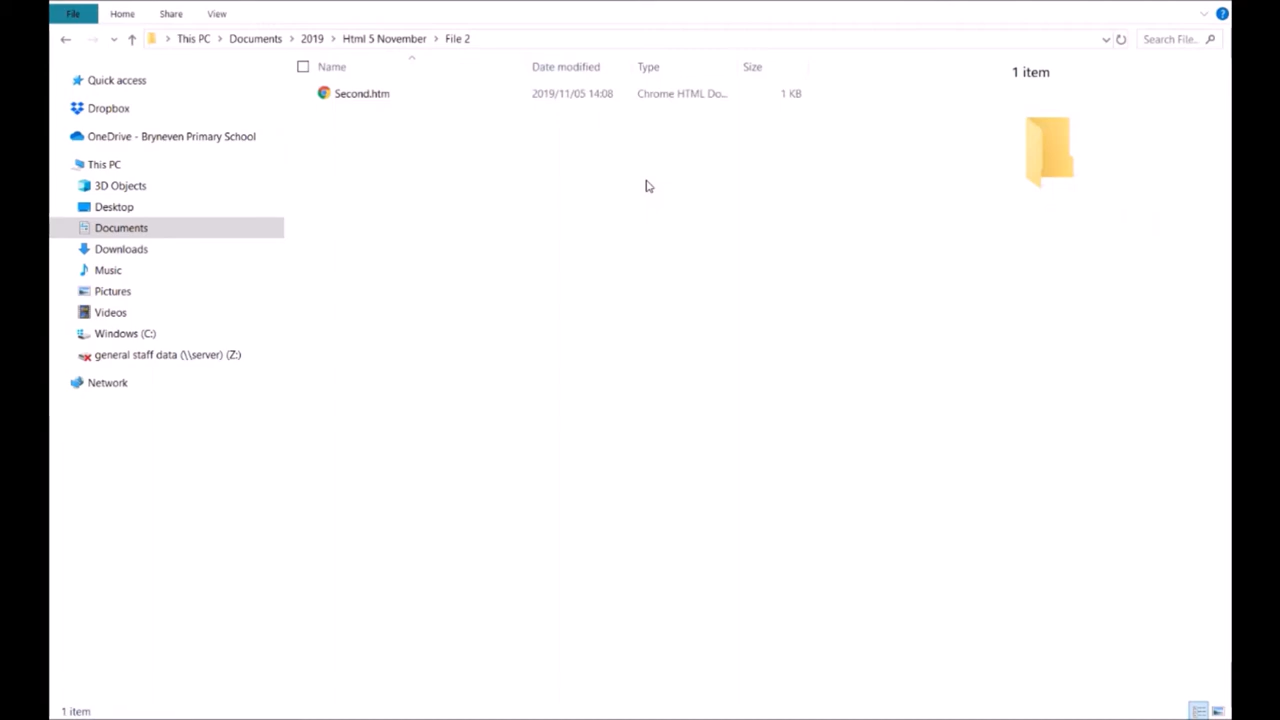 File Home Share View
This PC > Documents > 2019 > Html 5 November > File 2
Search File..
Name Date modified Type Size
Second.htm 2019/11/05 14:08 Chrome HTML Do... 1 KB
1 item
Quick access
Dropbox
OneDrive - Bryneven Primary School
This PC
3D Objects
Desktop
Documents
Downloads
Music
Pictures
Videos
Windows (C:)
general staff data (\\server) (Z:)
Network
1 item